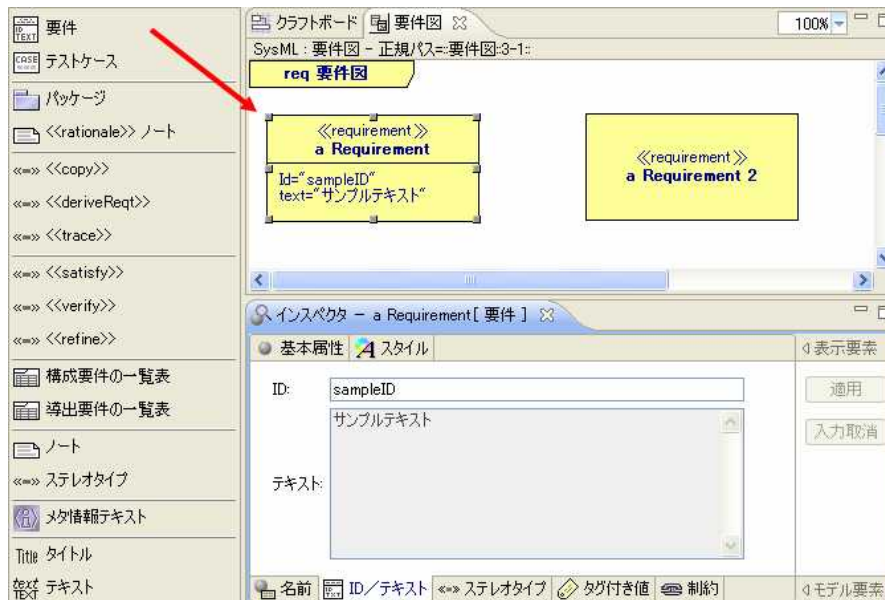 要件
テストケース
パッケージ
<<rationale>> ノート
<<copy>>
<<deriveReqt>>
<<trace>>
<<satisfy>>
<<verify>>
<<refine>>
構成要件の一覧表
導出要件の一覧表
ノート
ステレオタイプ
メタ情報テキスト
Title タイトル
text TEXT テキスト
クラフトボード 要件図
100%
SysML : 要件図 - 正規パス=::要件図::3-1::
req 要件図
≪requirement≫
a Requirement
Id="sampleID"
text="サンプルテキスト"
≪requirement≫
a Requirement 2
インスペクタ - a Requirement[ 要件 ]
基本属性 スタイル
表示要素
ID: sampleID
適用
サンプルテキスト
入力取消
テキスト:
名前 ID/テキスト ステレオタイプ タグ付き値 制約
モデル要素